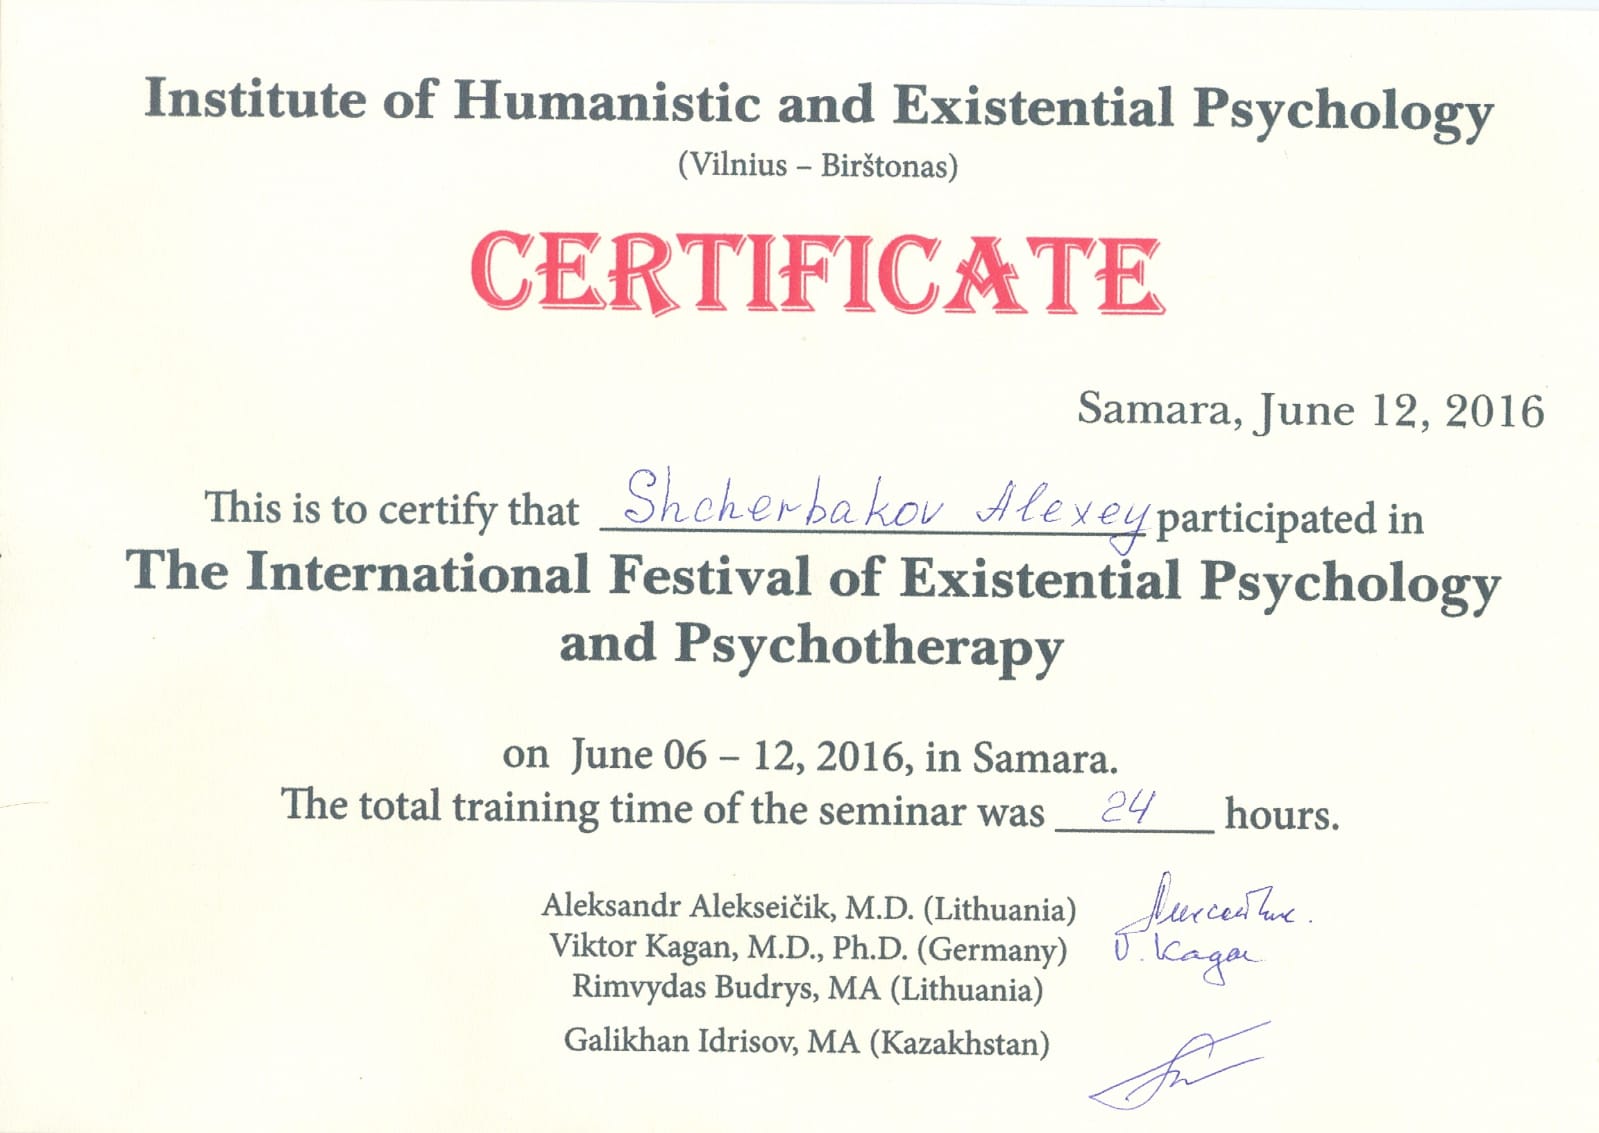 Institute of Humanistic and Existential Psychology
(Vilnius – Birštonas)
CERTIFICATE
Samara, June 12, 2016
This is to certify that Shcherbakov Alexey participated in
The International Festival of Existential Psychology
and Psychotherapy
on June 06 – 12, 2016, in Samara.
The total training time of the seminar was 24 hours.
Aleksandr Alekseičik, M.D. (Lithuania)
Viktor Kagan, M.D., Ph.D. (Germany) V. Kagan
Rimvydas Budrys, MA (Lithuania)
Galikhan Idrisov, MA (Kazakhstan)